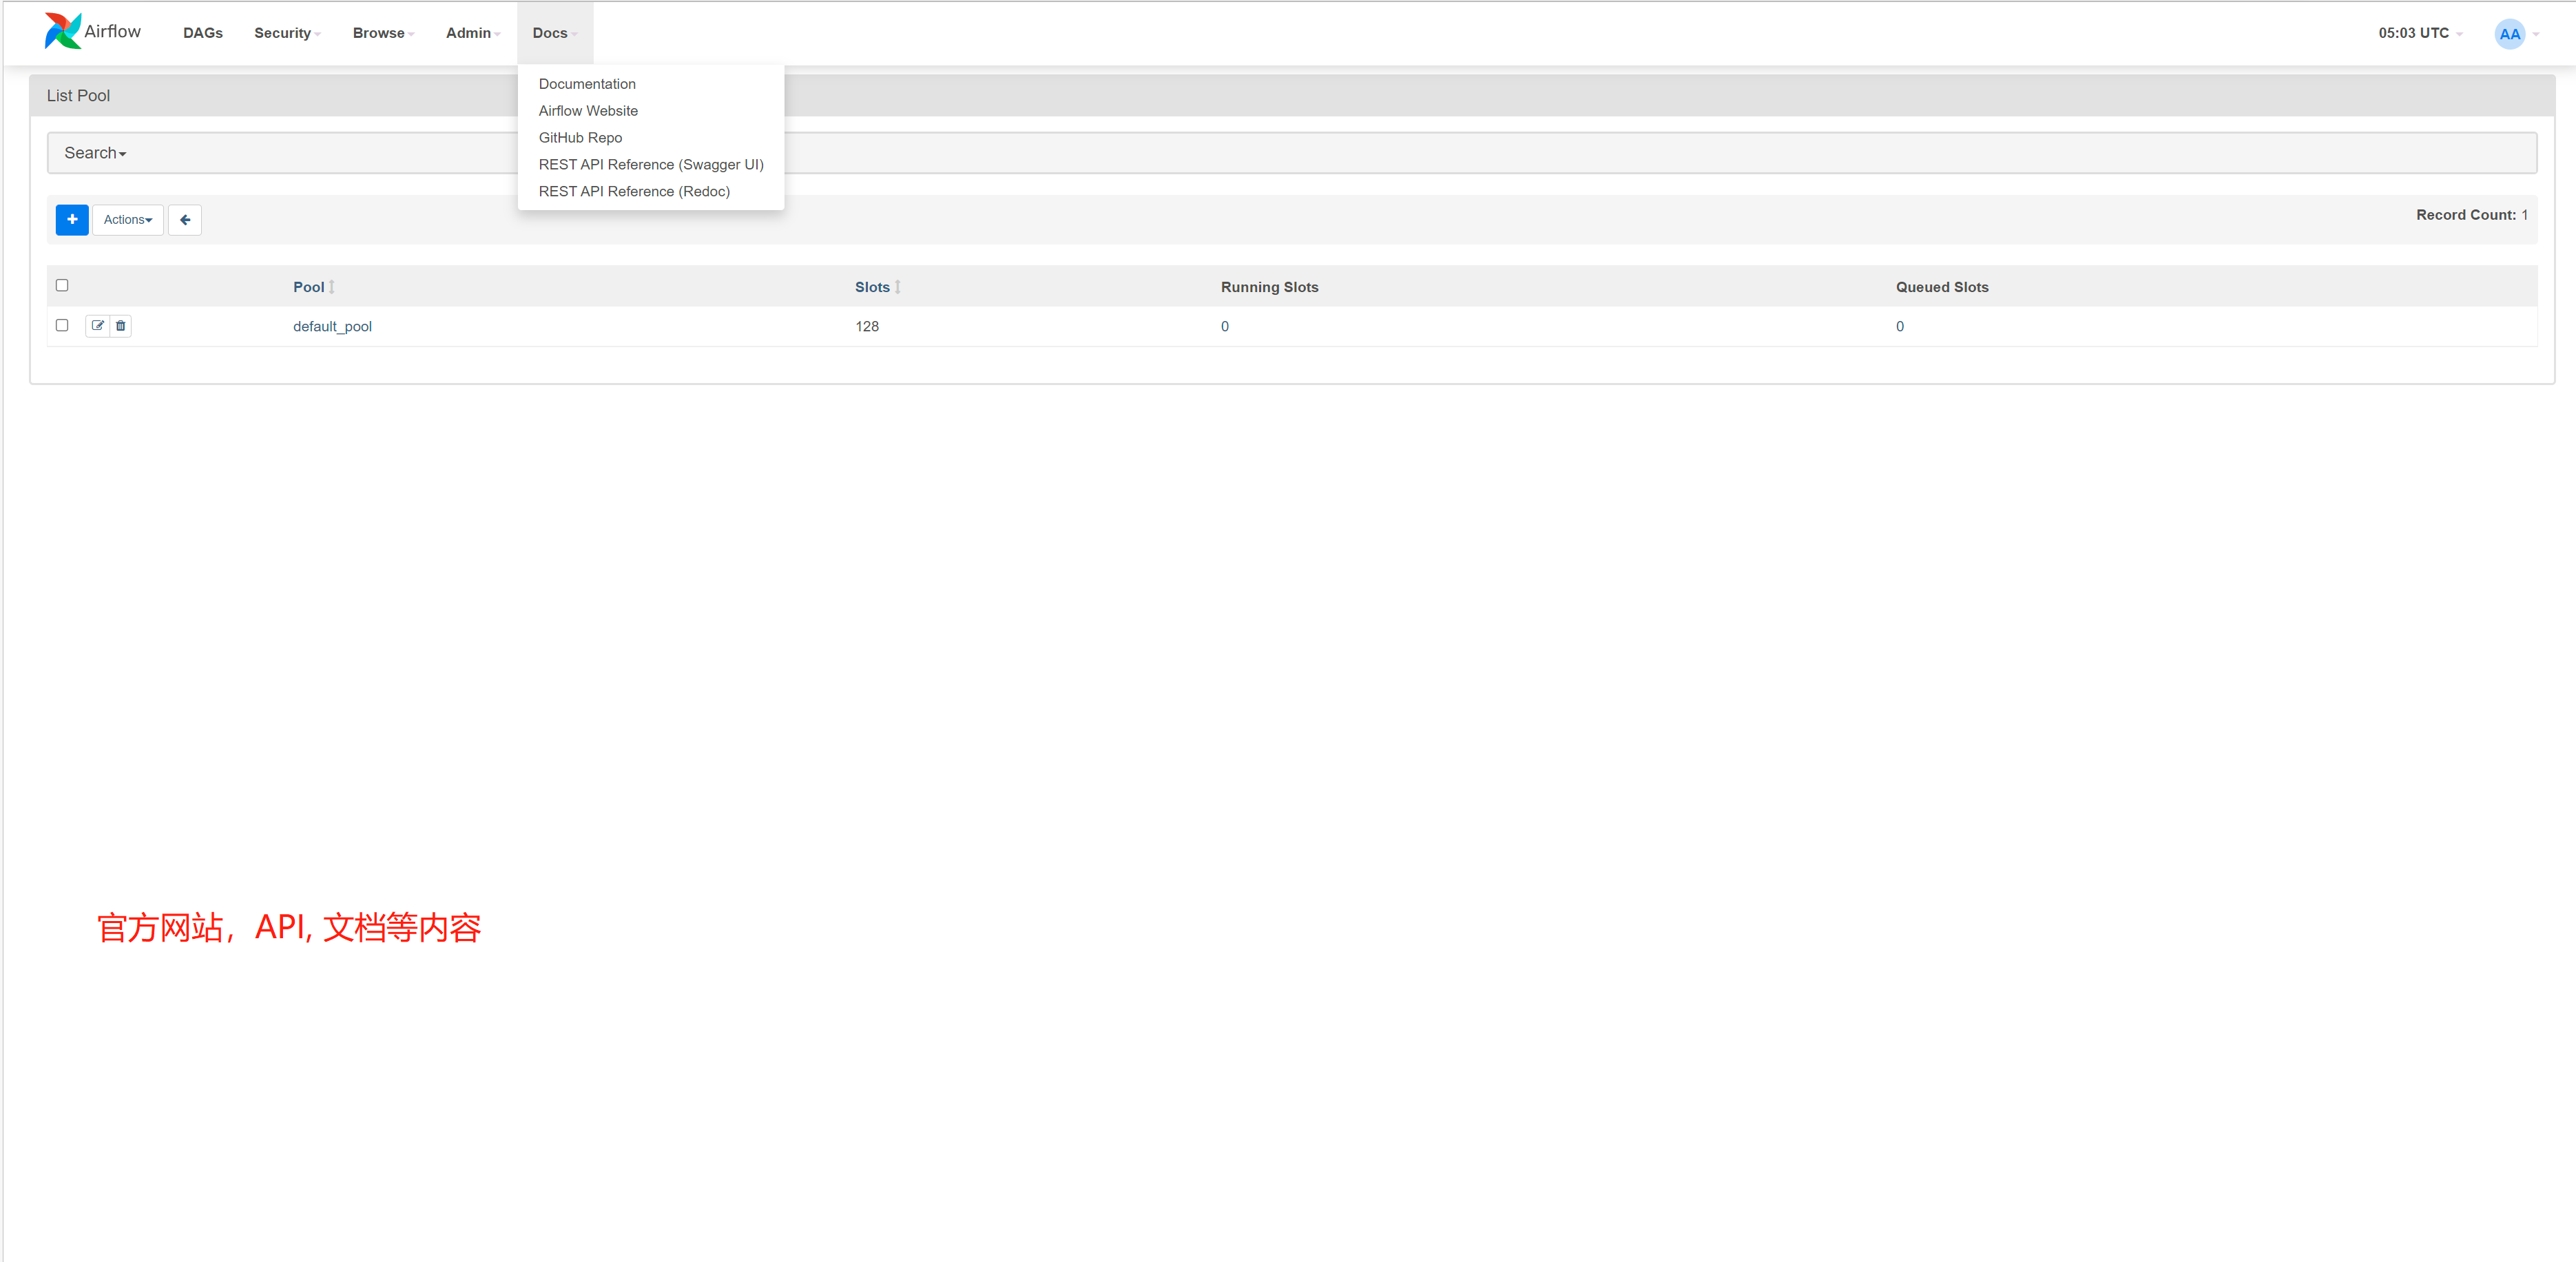 Airflow DAGs Security Browse Admin Docs 05:03 UTC AA
Documentation
Airflow Website
GitHub Repo
REST API Reference (Swagger UI)
REST API Reference (Redoc)
List Pool
Search
Actions Record Count: 1
Pool Slots Running Slots Queued Slots
default_pool 128 0 0
官方网站，API, 文档等内容